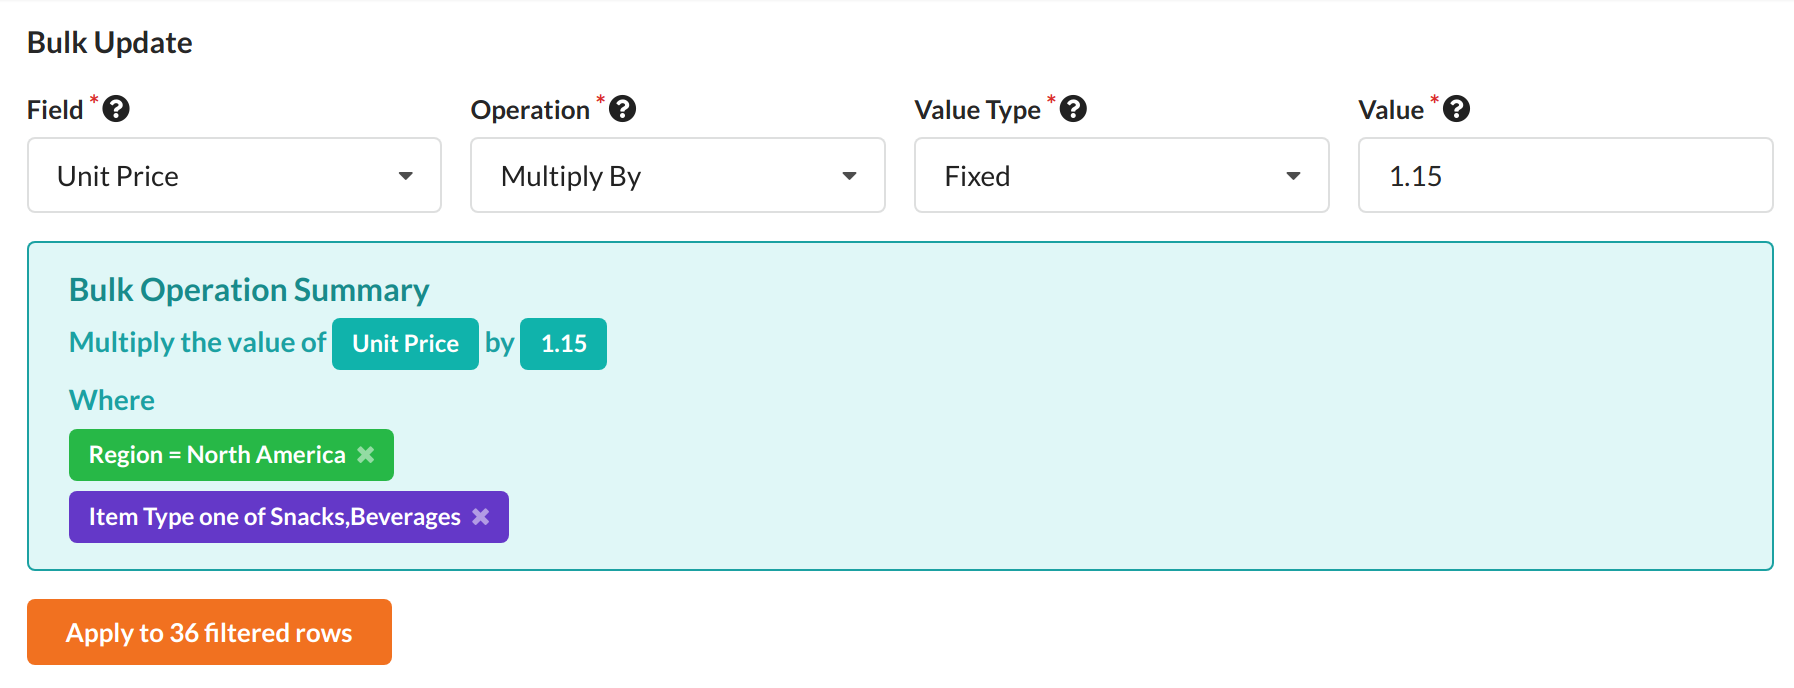 Bulk Update
Field *
Operation *
Value Type *
Value *
Unit Price
Multiply By
Fixed
1.15
Bulk Operation Summary
Multiply the value of Unit Price by 1.15
Where
Region = North America ✖
Item Type one of Snacks,Beverages ✖
Apply to 36 filtered rows